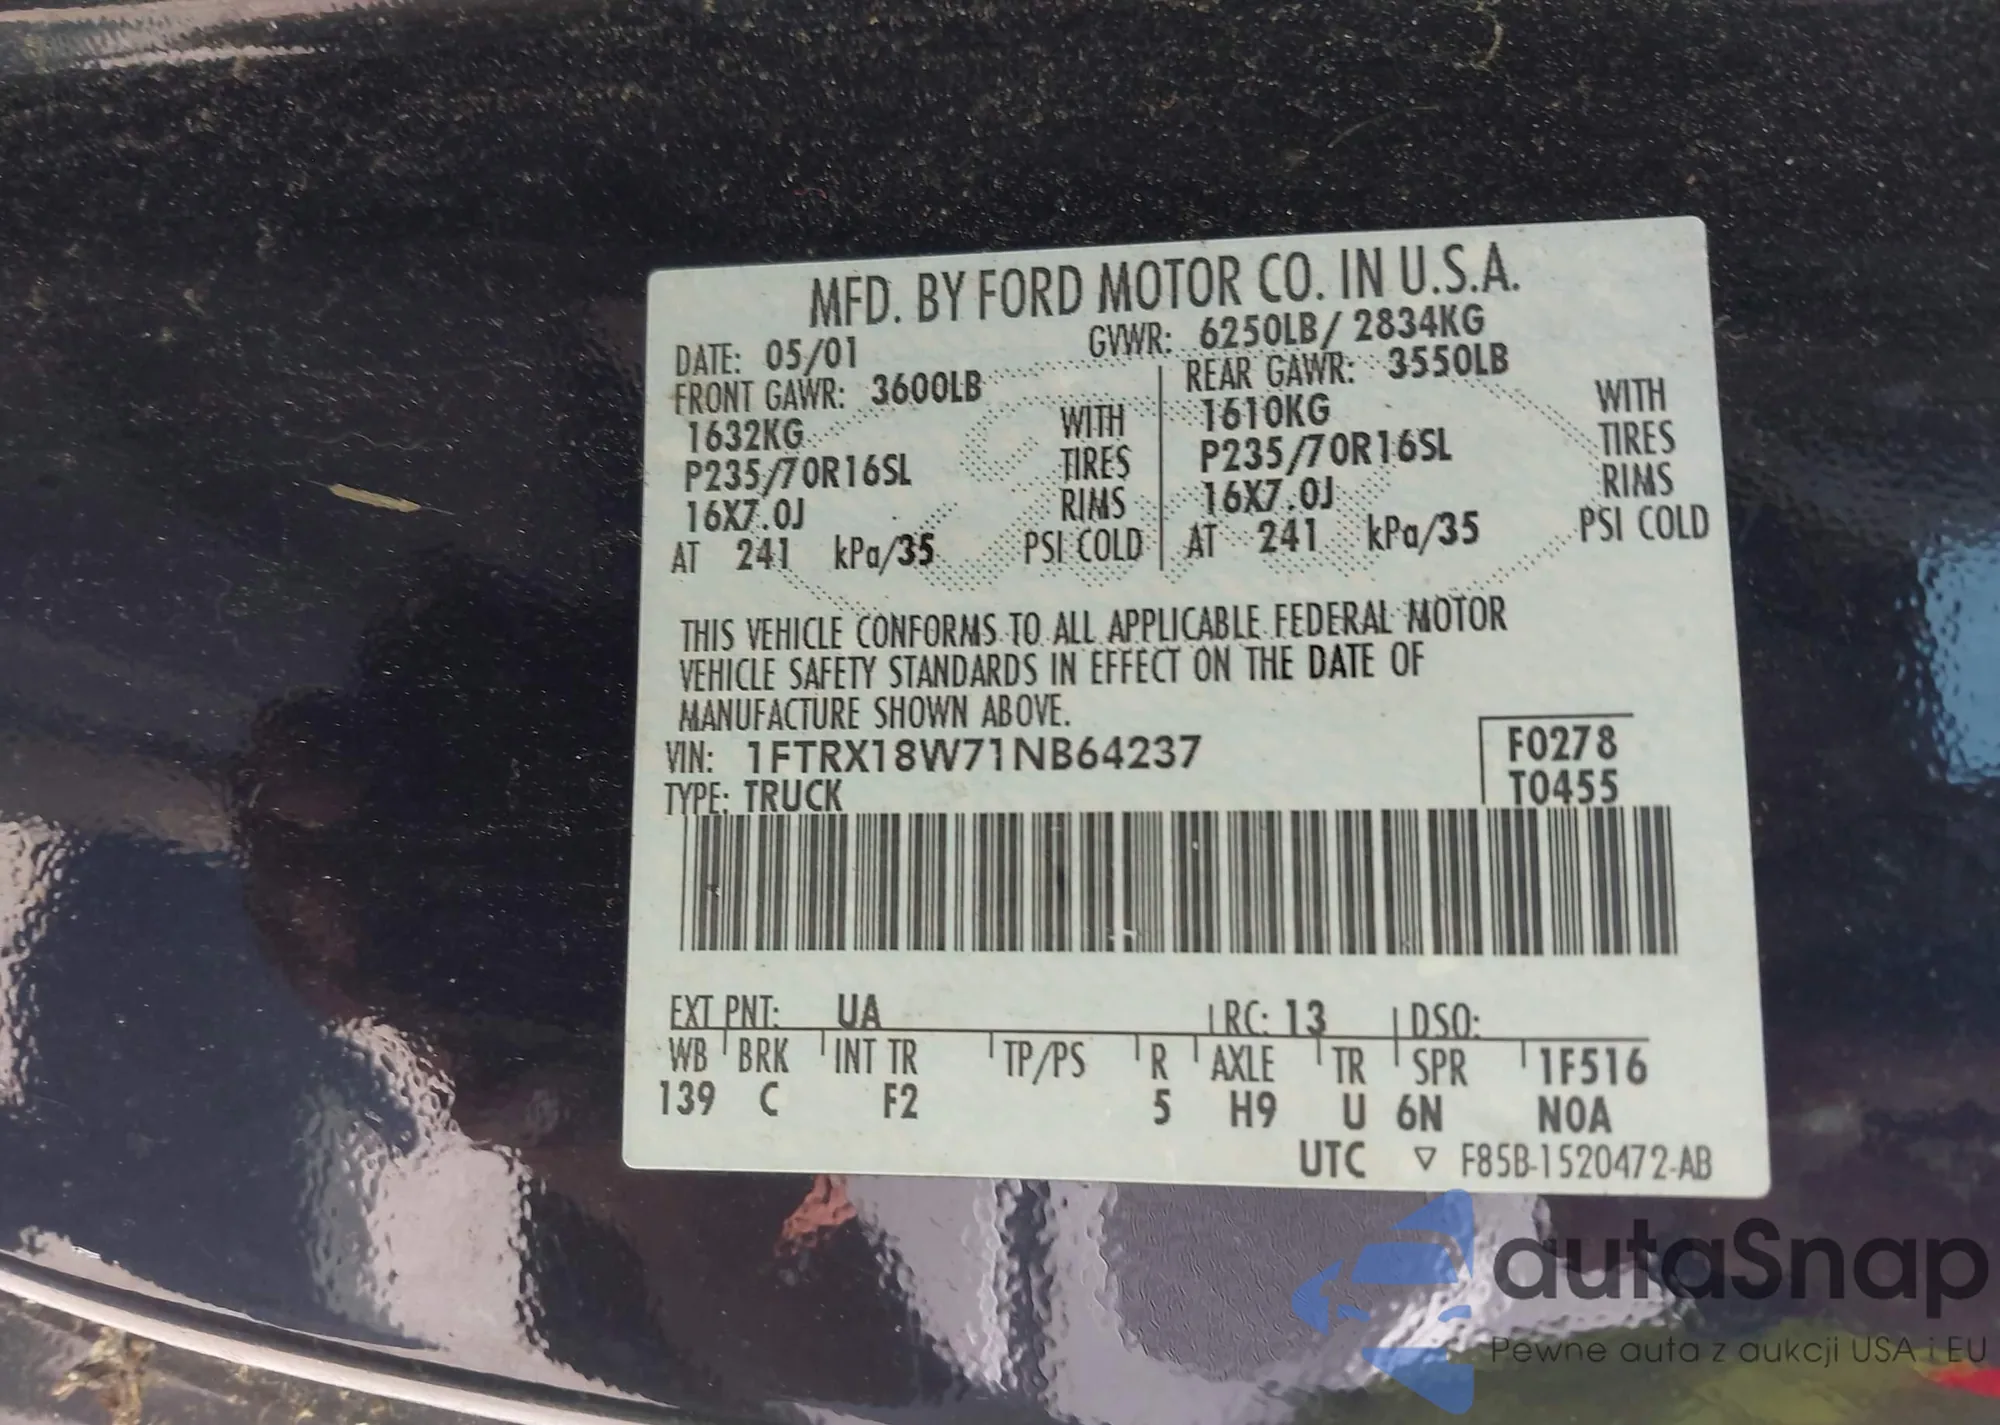 MFD. BY FORD MOTOR CO. IN U.S.A.
DATE: 05/01 GVWR: 6250LB/ 2834KG
FRONT GAWR: 3600LB REAR GAWR: 3550LB
1632KG WITH 1610KG WITH
P235/70R16SL TIRES P235/70R16SL TIRES
16X7.0J RIMS 16X7.0J RIMS
AT 241 kPa/35 PSI COLD AT 241 kPa/35 PSI COLD
THIS VEHICLE CONFORMS TO ALL APPLICABLE FEDERAL MOTOR
VEHICLE SAFETY STANDARDS IN EFFECT ON THE DATE OF
MANUFACTURE SHOWN ABOVE.
VIN: 1FTRX18W71NB64237 F0278
TYPE: TRUCK T0455
EXT PNT: UA RC: 13 DSO:
WB BRK INT TR TP/PS R AXLE TR SPR 1F516
139 C F2 5 H9 U 6N NOA
UTC ▽ F85B-1520472-AB
autaSnap
Pewne auta z aukcji USA i EU